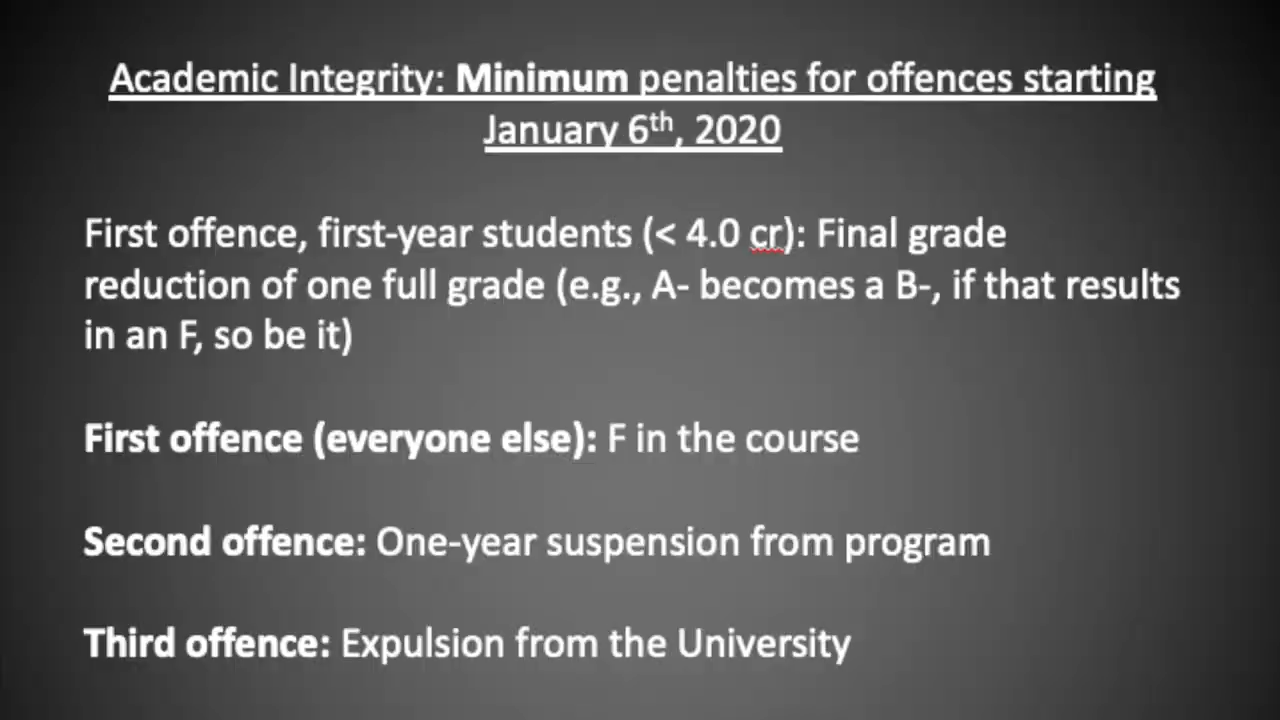 Academic Integrity: Minimum penalties for offences starting
January 6th, 2020
First offence, first-year students (< 4.0 cr): Final grade
reduction of one full grade (e.g., A- becomes a B-, if that results
in an F, so be it)
First offence (everyone else): F in the course
Second offence: One-year suspension from program
Third offence: Expulsion from the University